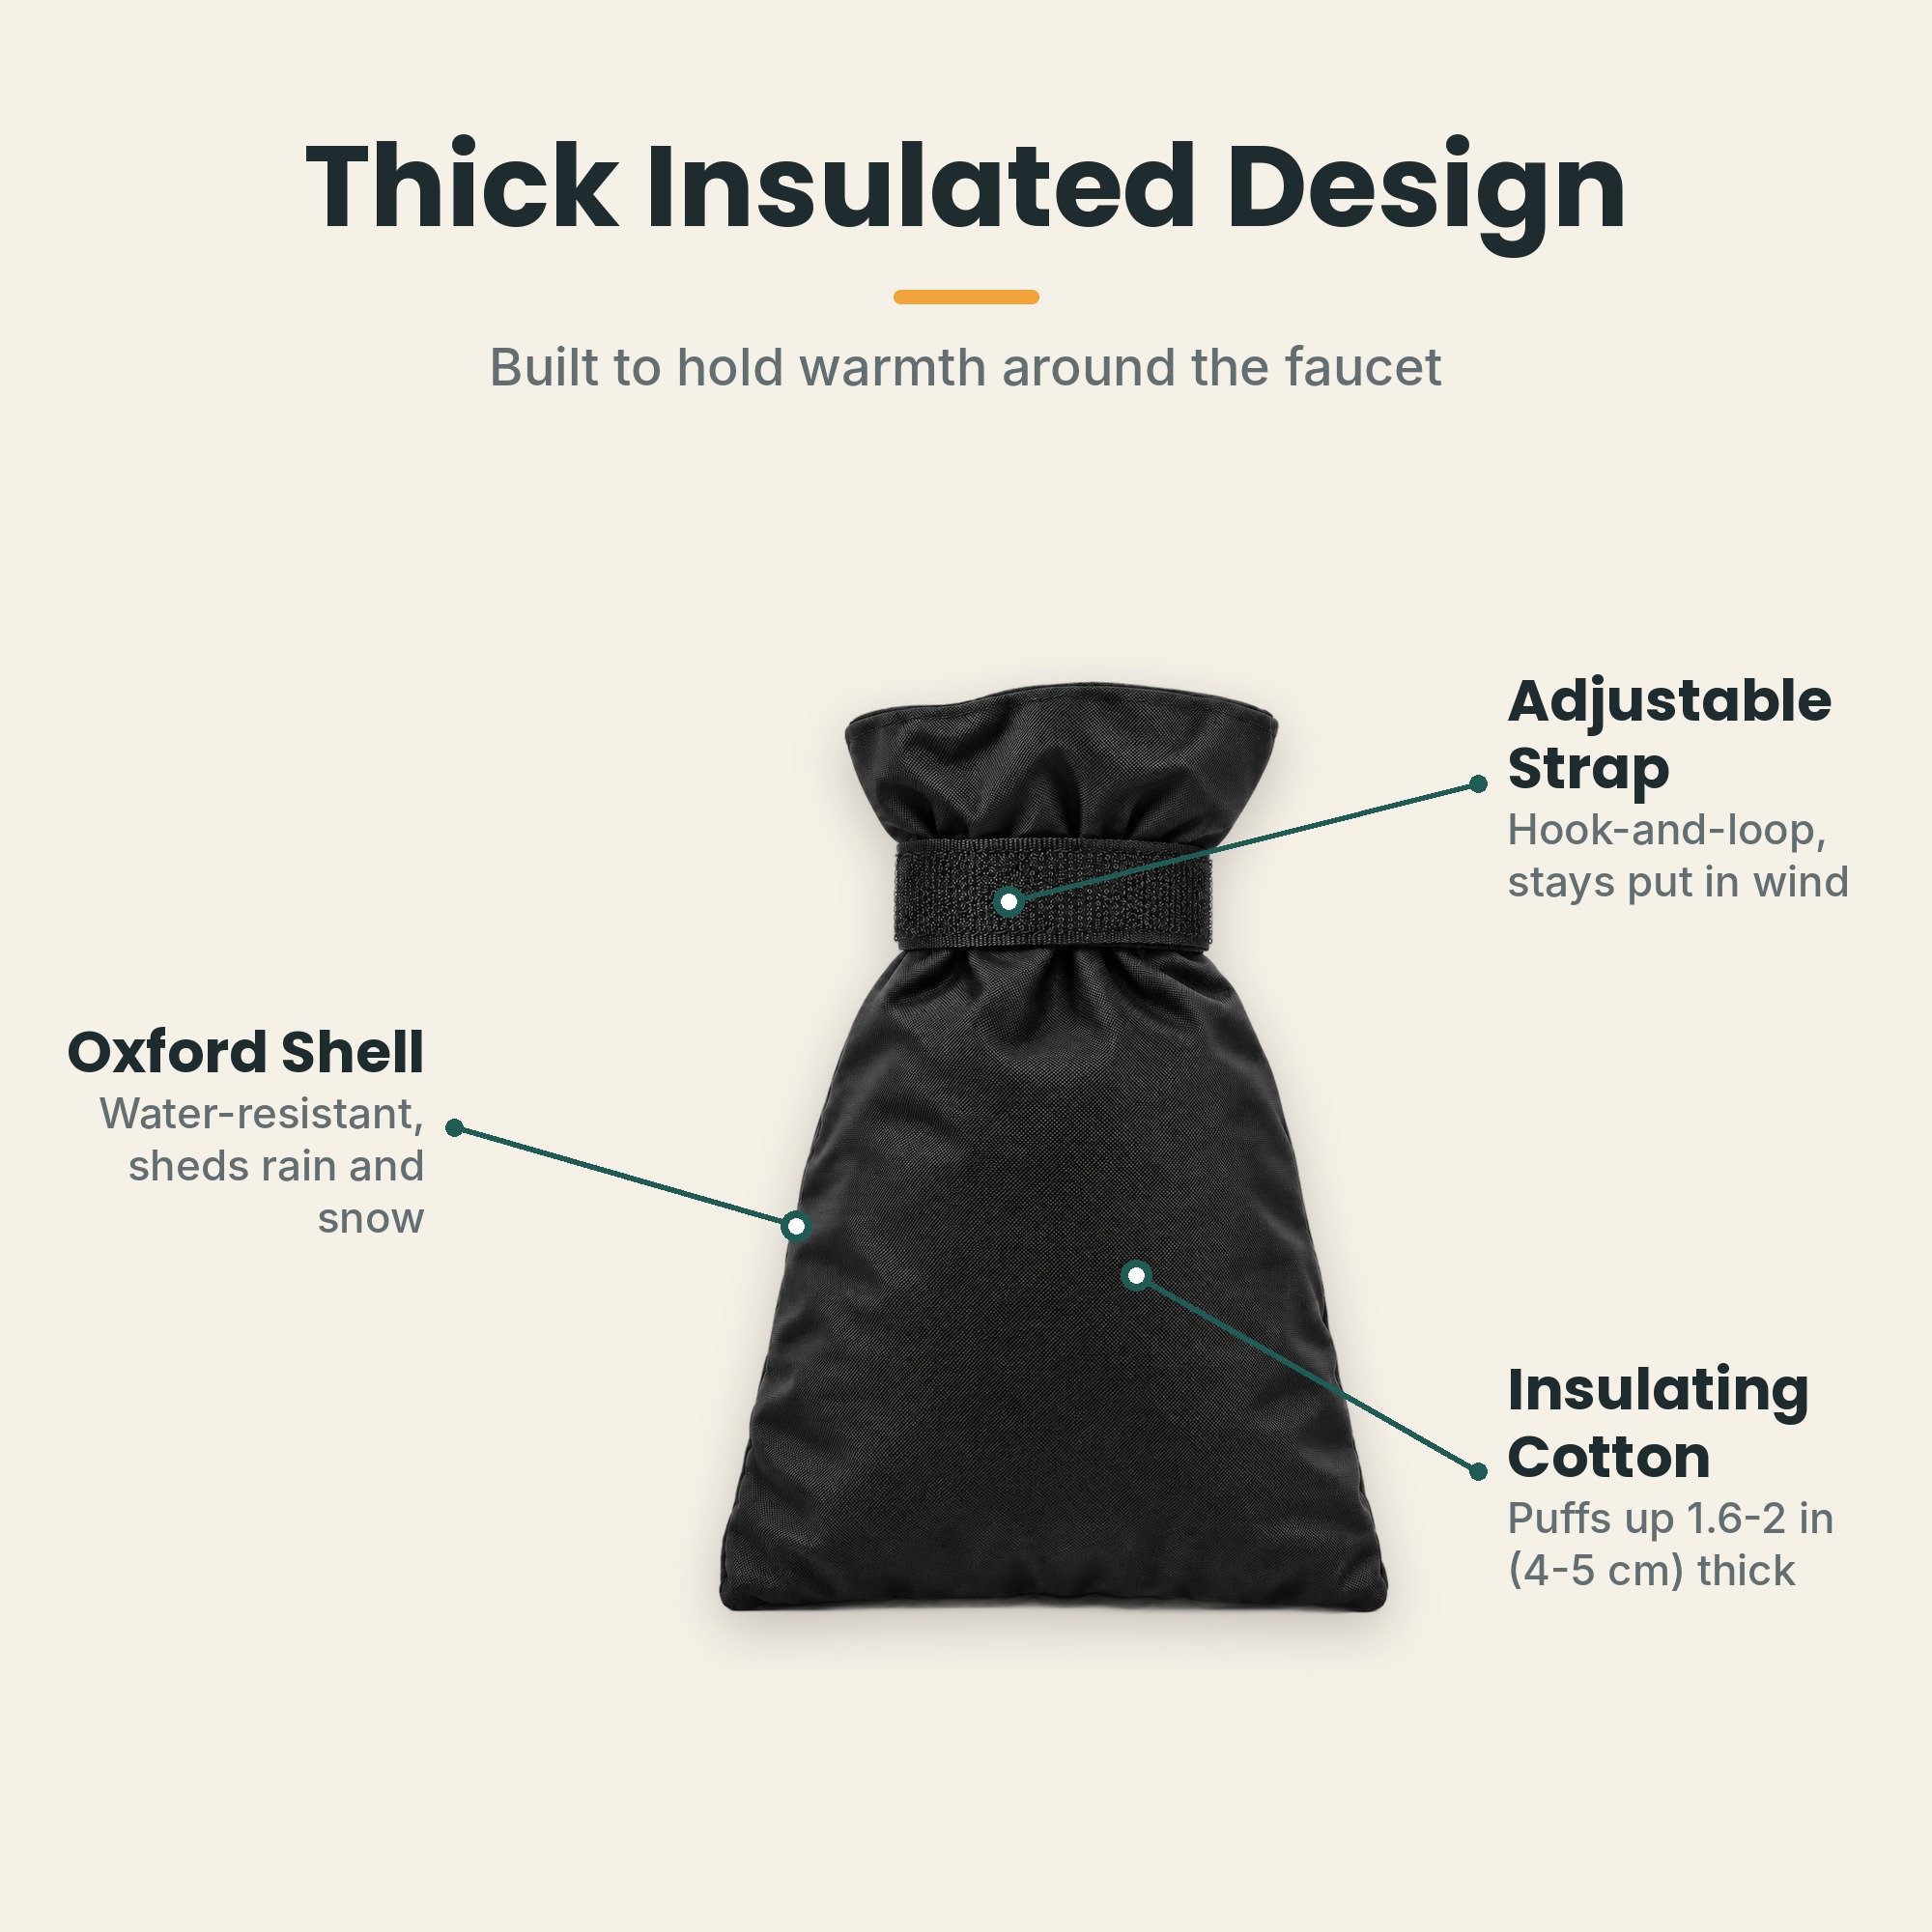 Thick Insulated Design
Built to hold warmth around the faucet
Adjustable
Strap
Hook-and-loop,
stays put in wind
Oxford Shell
Water-resistant,
sheds rain and
snow
Insulating
Cotton
Puffs up 1.6-2 in
(4-5 cm) thick